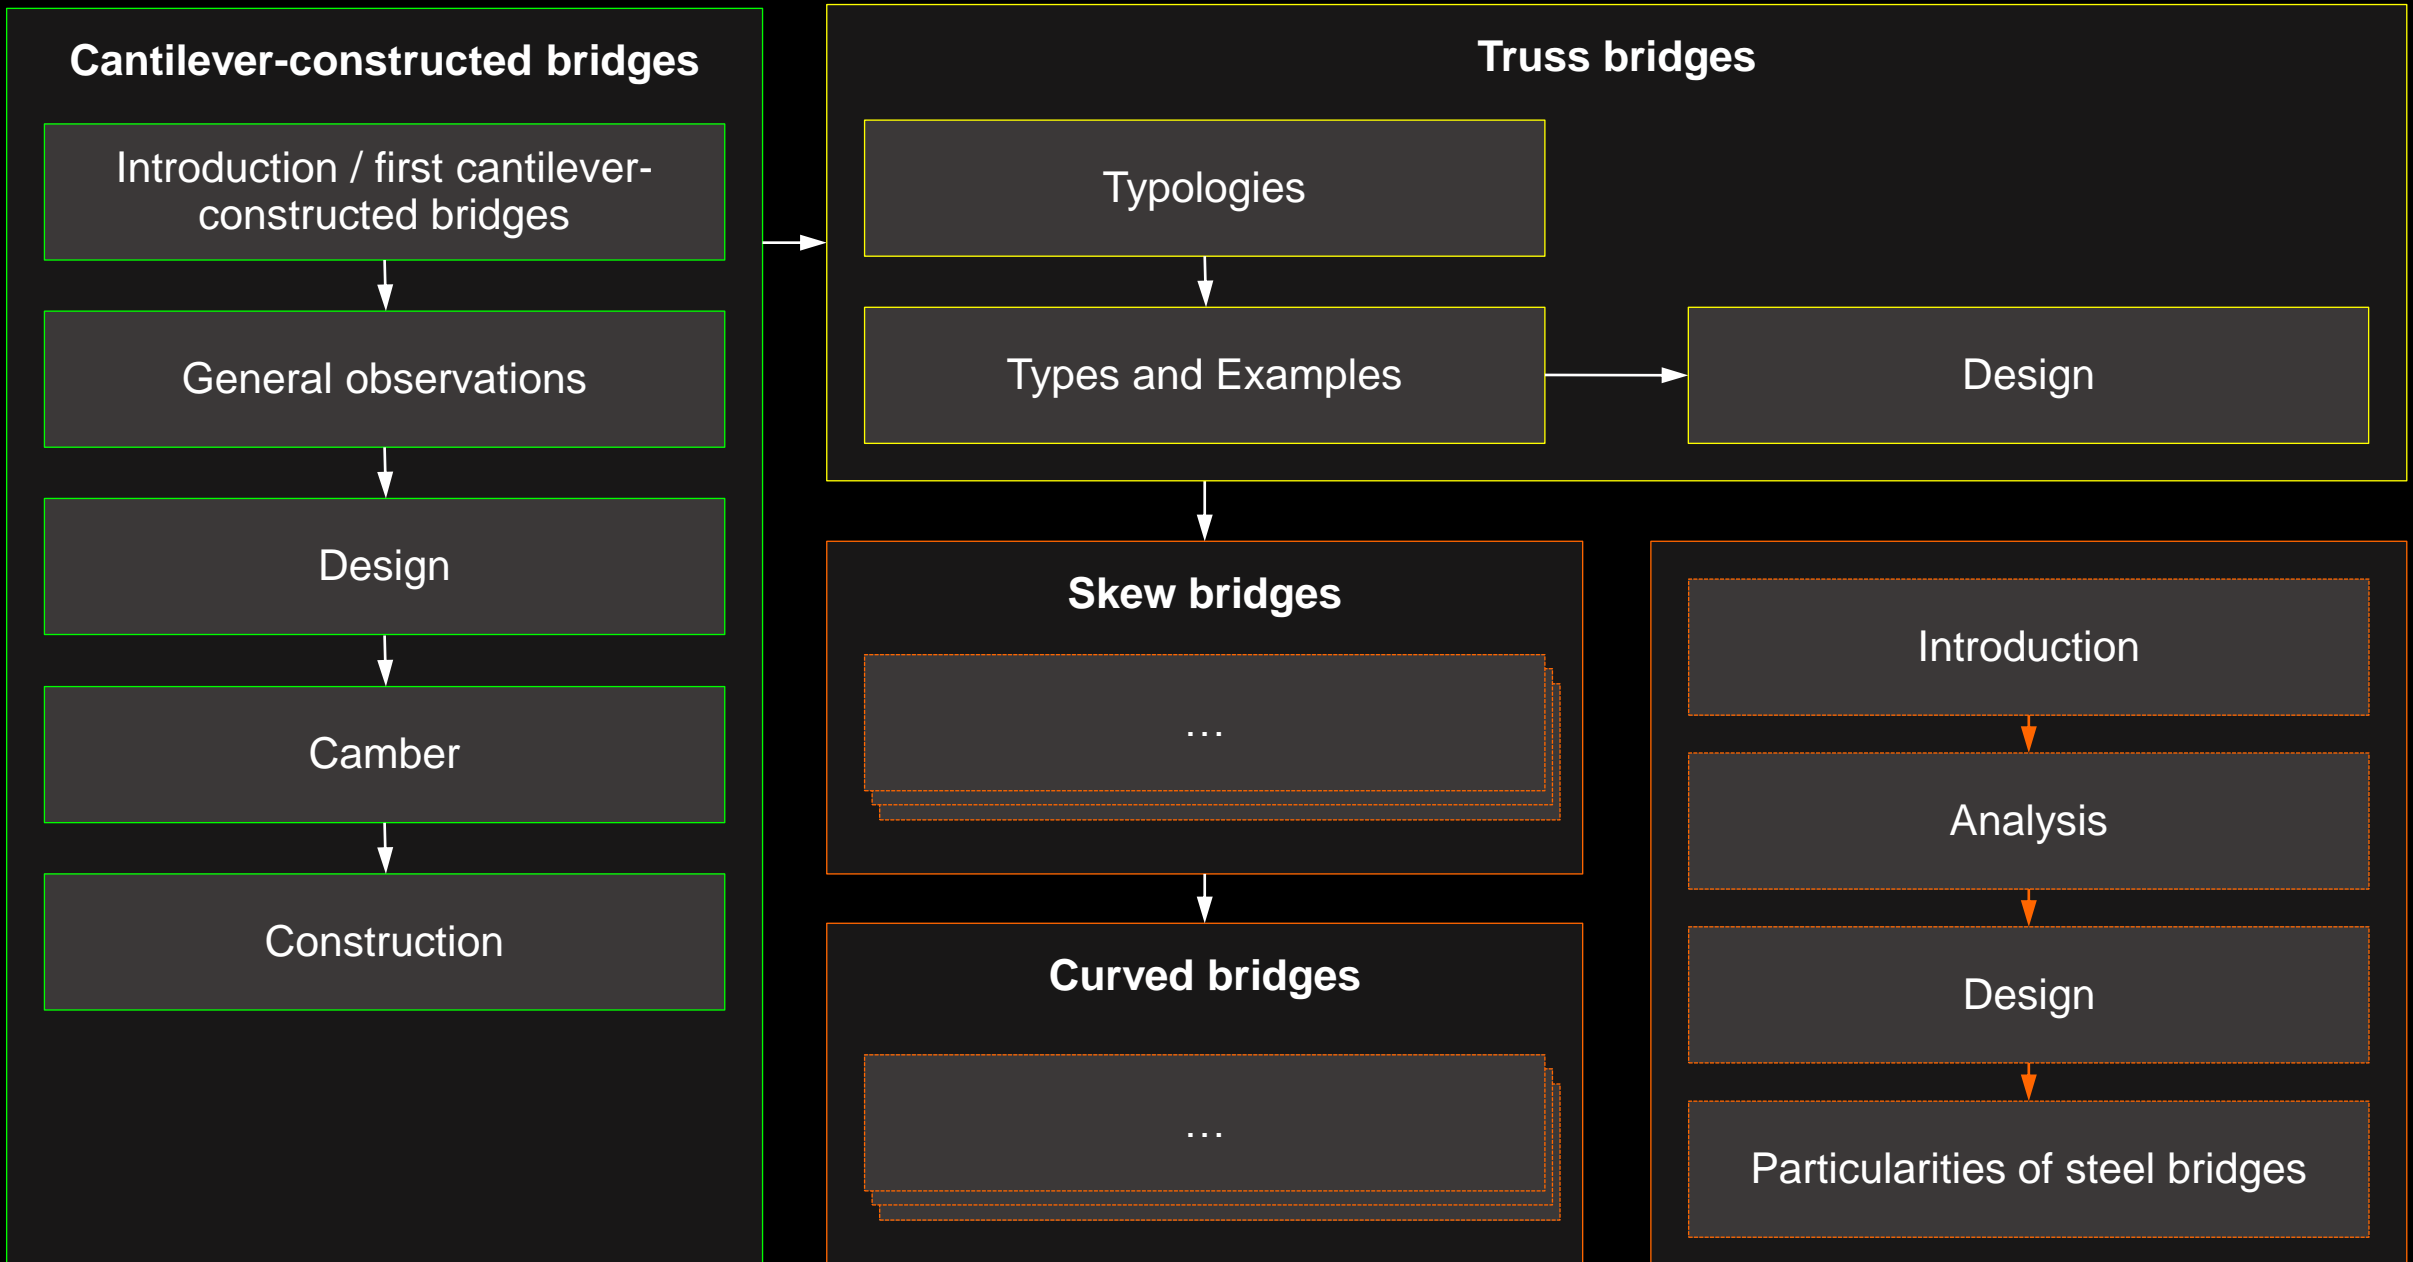 Cantilever-constructed bridges
Introduction / first cantilever-
constructed bridges
General observations
Design
Camber
Construction
Truss bridges
Typologies
Types and Examples
Design
Skew bridges
…
Curved bridges
…
Introduction
Analysis
Design
Particularities of steel bridges